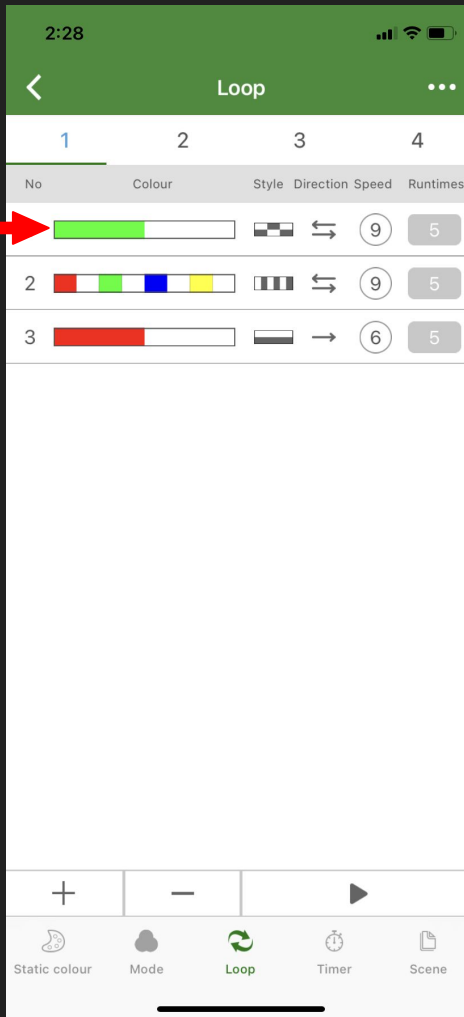 2:28
Loop
1 2 3 4
No Colour Style Direction Speed Runtimes
9 5
2 9 5
3 6 5
Static colour Mode Loop Timer Scene